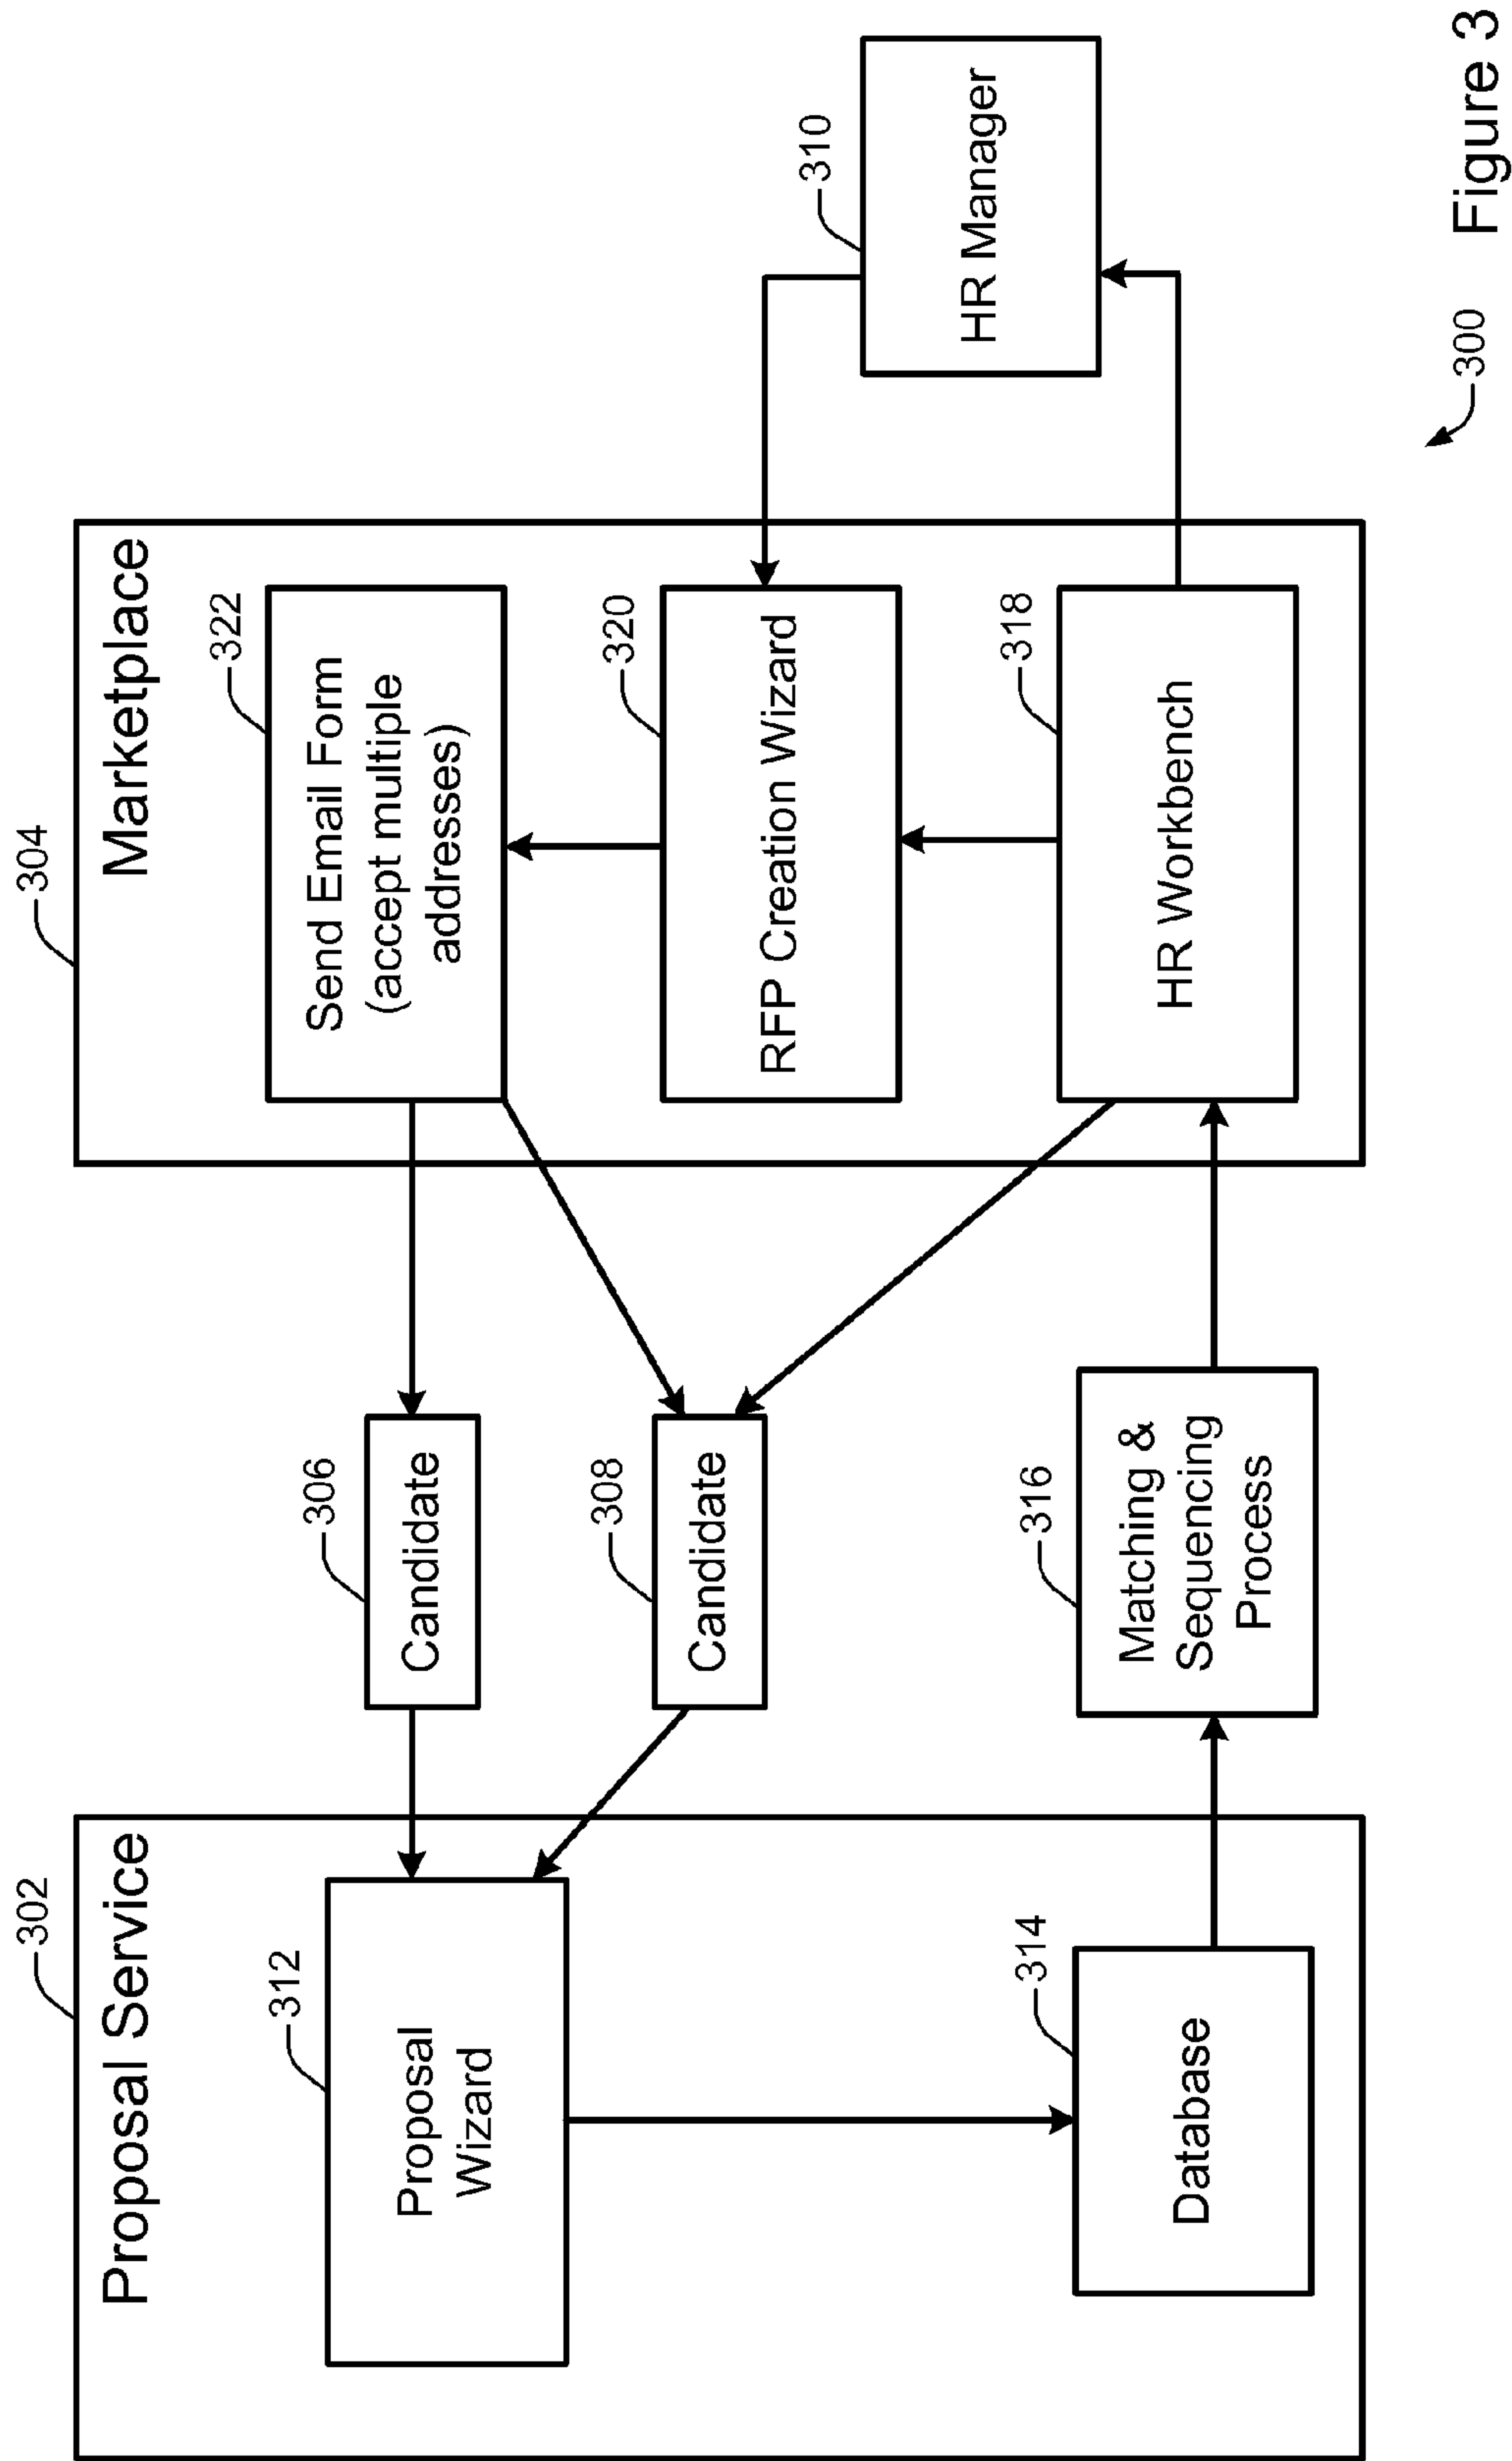 302
Proposal Service
312
Proposal
Wizard
314
Database
306
Candidate
308
Candidate
316
Matching &
Sequencing
Process
304
Marketplace
322
Send Email Form
(accept multiple
addresses)
320
RFP Creation Wizard
318
HR Workbench
310
HR Manager
300
Figure 3